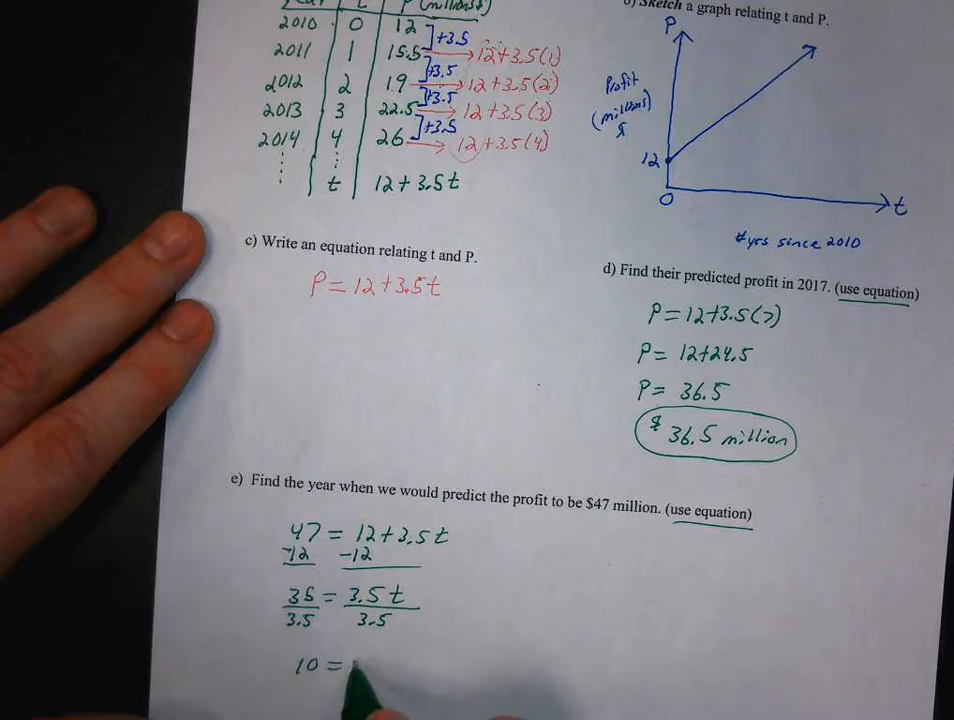 t P (millions)
2010 0 12
]+3.5
2011 1 15.5 → 12+3.5(1)
]+3.5
2012 2 19 → 12+3.5(2)
]+3.5
2013 3 22.5 → 12+3.5(3)
]+3.5
2014 4 26 → 12+3.5(4)
t 12+3.5t
b) Sketch a graph relating t and P.
P
Profit
(millions)
$
12
0
t
#yrs since 2010
c) Write an equation relating t and P.
P=12+3.5t
d) Find their predicted profit in 2017. (use equation)
P=12+3.5(7)
P= 12+24.5
P= 36.5
$36.5 million
e) Find the year when we would predict the profit to be $47 million. (use equation)
47 = 12+3.5t
-12 -12
35 = 3.5t
3.5 3.5
10 =